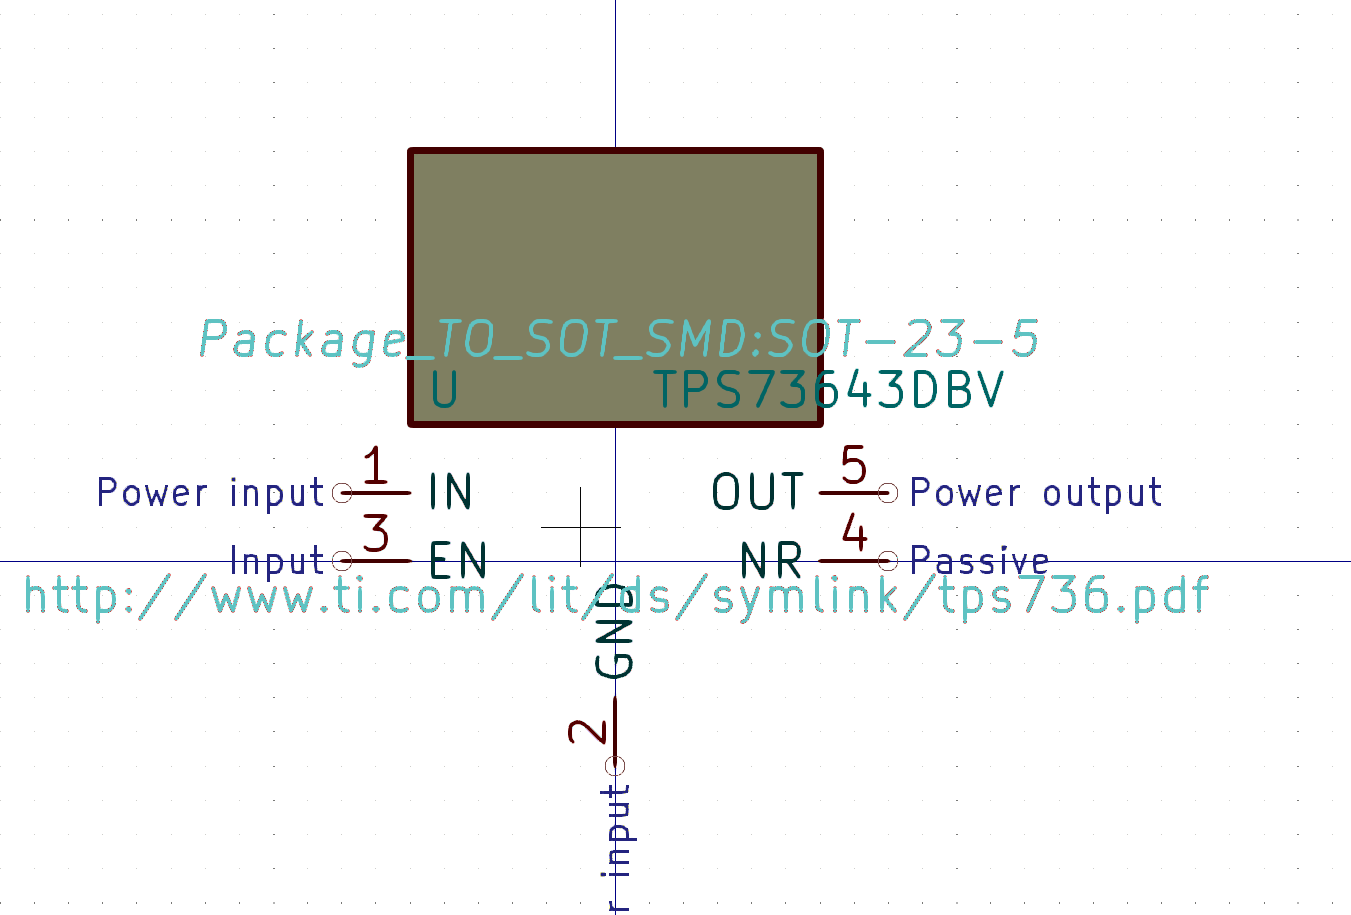 Package_TO_SOT_SMD:SOT-23-5
U TPS73643DBV
Power input 1 IN OUT 5 Power output
Input 3 EN NR 4 Passive
http://www.ti.com/lit/ds/symlink/tps736.pdf
GND
2
r input